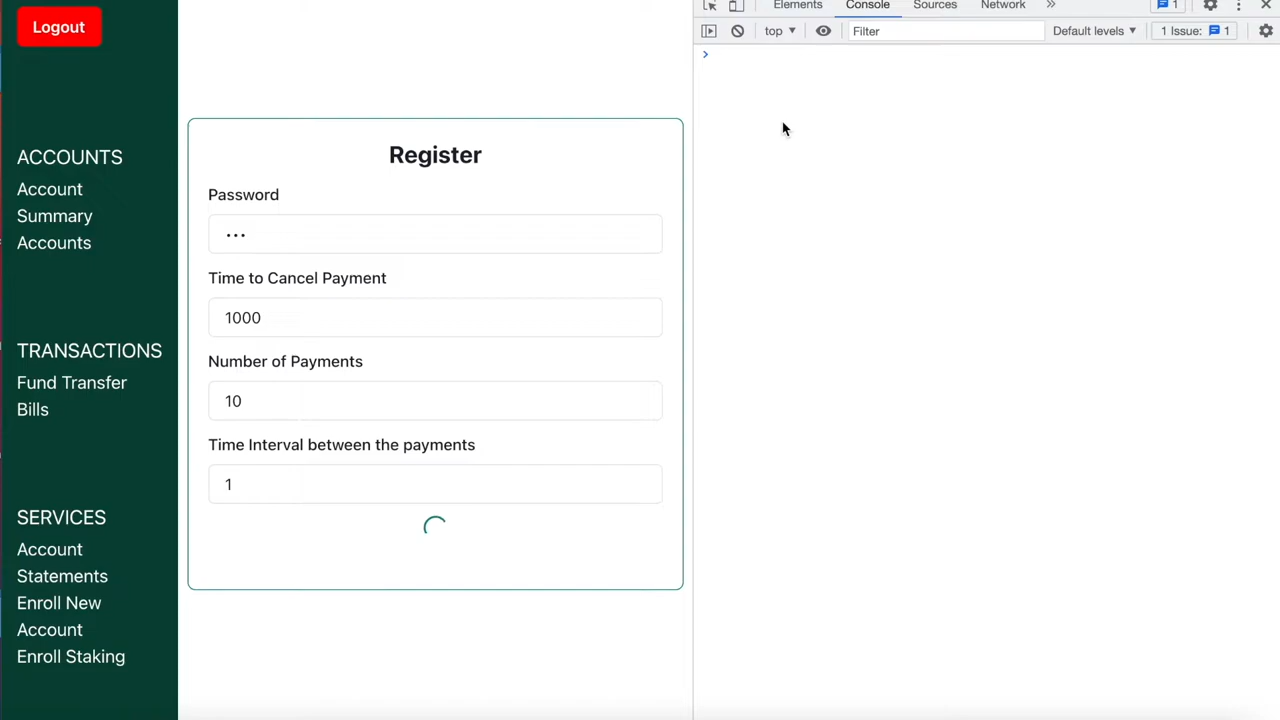 Logout
ACCOUNTS
Account
Summary
Accounts
TRANSACTIONS
Fund Transfer
Bills
SERVICES
Account
Statements
Enroll New
Account
Enroll Staking
Register
Password
•••
Time to Cancel Payment
1000
Number of Payments
10
Time Interval between the payments
1
Elements Console Sources Network » 1
top ▼ Filter Default levels ▼ 1 Issue: 1
>